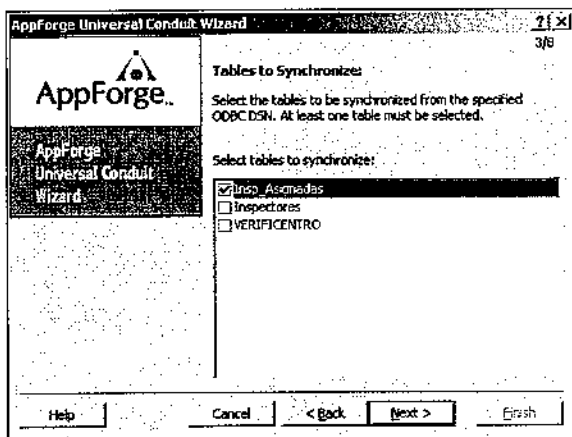 AppForge Universal Conduit Wizard
3/8
AppForge
Tables to Synchronize:
Select the tables to be synchronized from the specified
ODBC DSN. At least one table must be selected.
AppForge
Universal Conduit
Wizard
Select tables to synchronize:
Insp_Asignadas
Inspectores
VERIFICENTRO
Help
Cancel
< Back
Next >
Finish